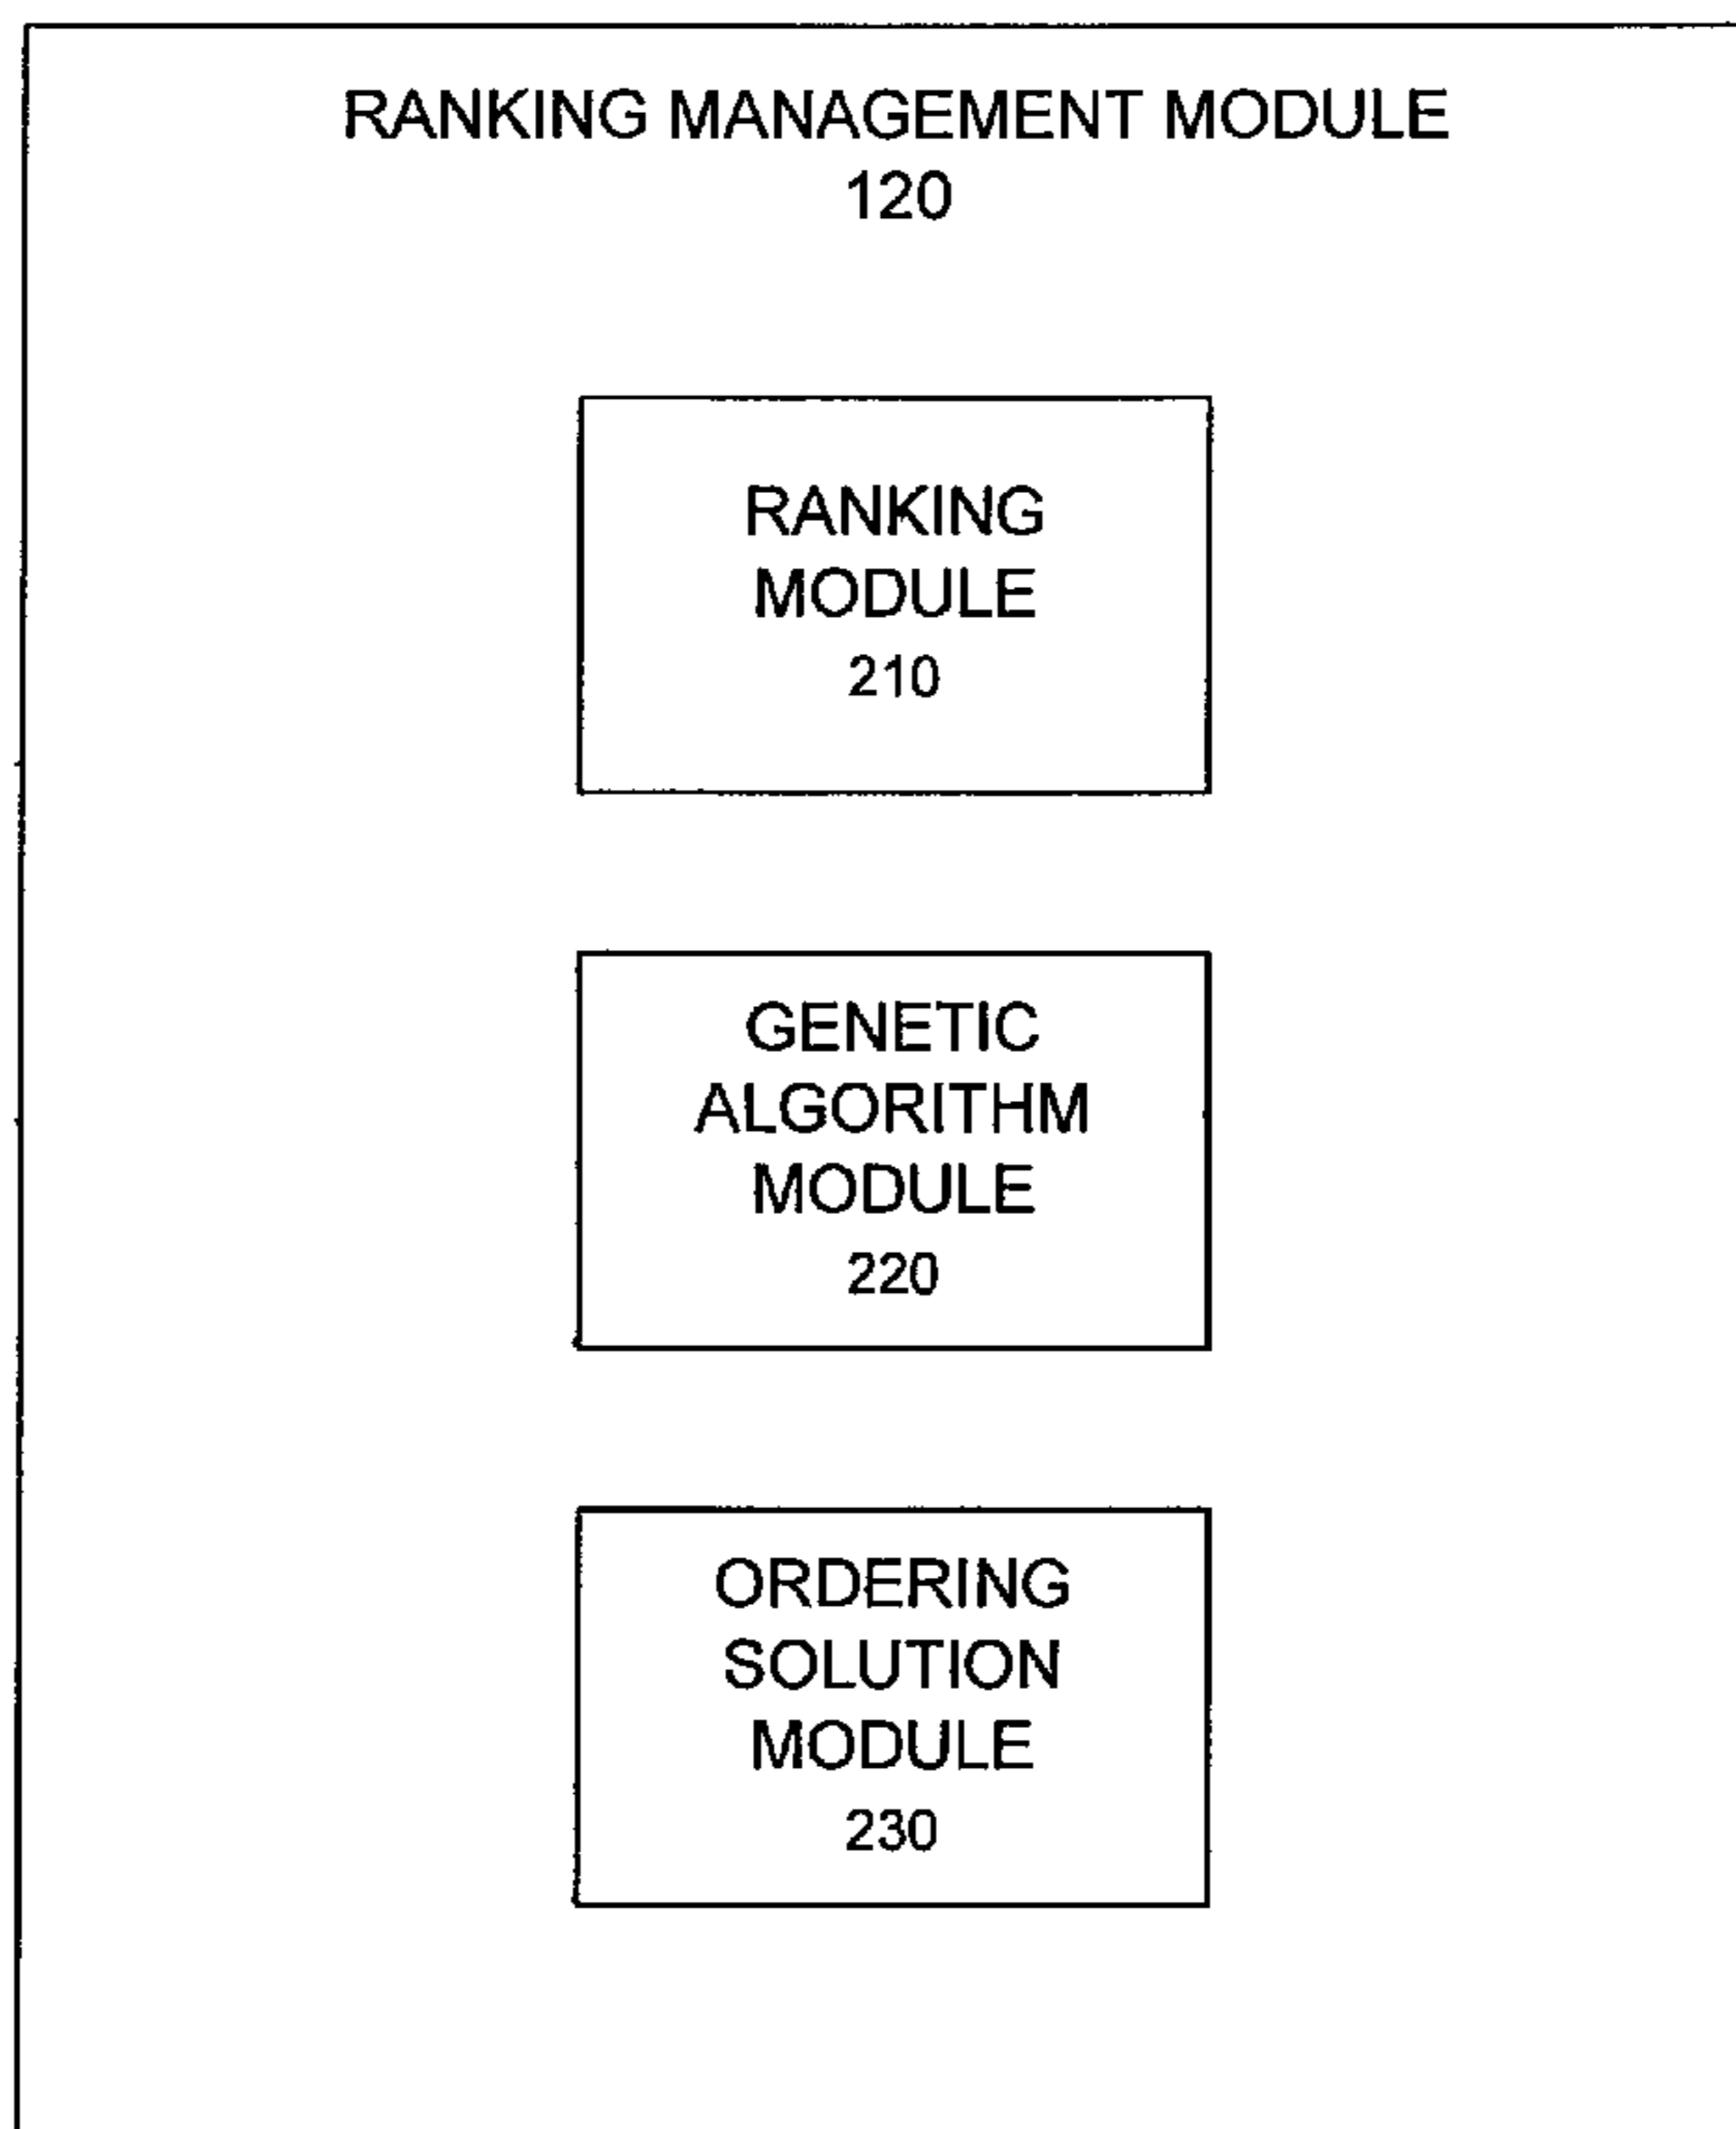 RANKING MANAGEMENT MODULE
120
RANKING
MODULE
210
GENETIC
ALGORITHM
MODULE
220
ORDERING
SOLUTION
MODULE
230